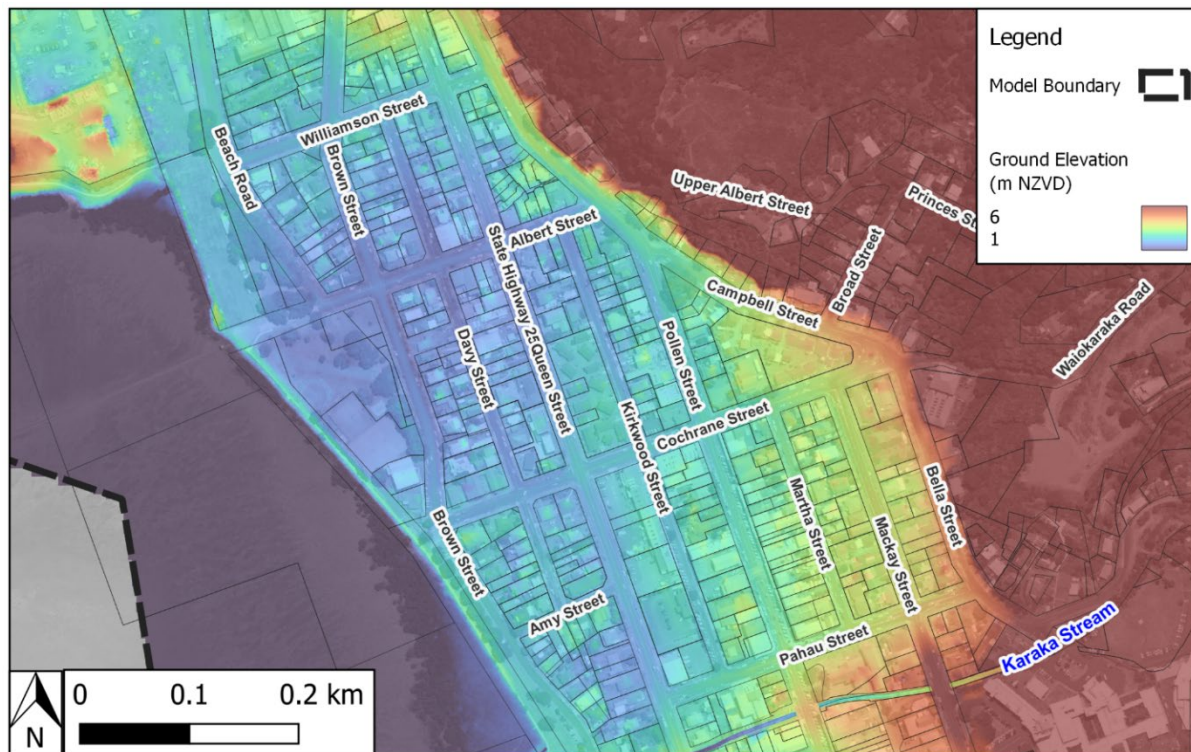 Legend
Model Boundary
Ground Elevation
(m NZVD)
6
1
Williamson Street
Beach Road
Brown Street
Upper Albert Street
Princes St
Albert Street
State Highway 25Queen Street
Broad Street
Campbell Street
Waiokaraka Road
Davy Street
Pollen Street
Kirkwood Street
Cochrane Street
Brown Street
Martha Street
Mackay Street
Bella Street
Amy Street
Pahau Street
Karaka Stream
N
0 0.1 0.2 km